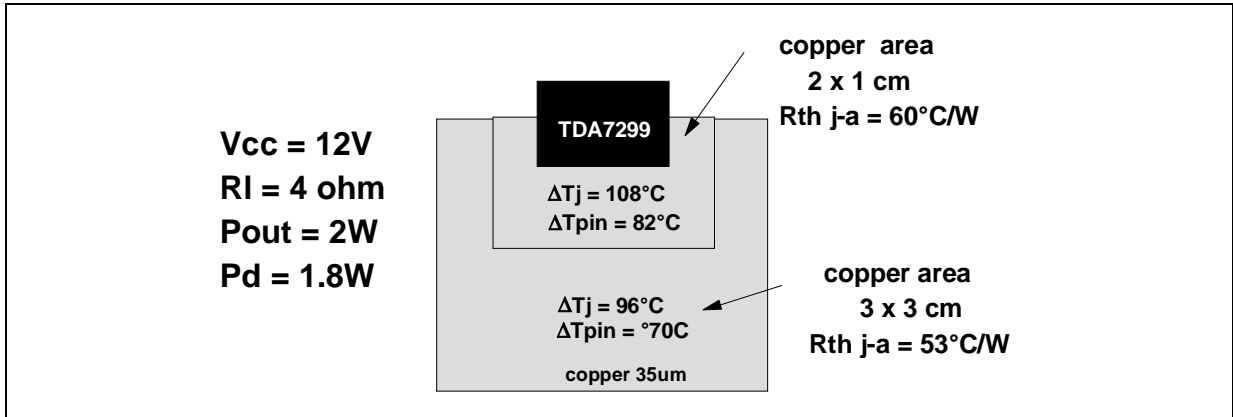 copper area
2 x 1 cm
Rth j-a = 60°C/W
TDA7299
Vcc = 12V
Rl = 4 ohm
Pout = 2W
Pd = 1.8W
ΔTj = 108°C
ΔTpin = 82°C
copper area
3 x 3 cm
Rth j-a = 53°C/W
ΔTj = 96°C
ΔTpin = °70C
copper 35um